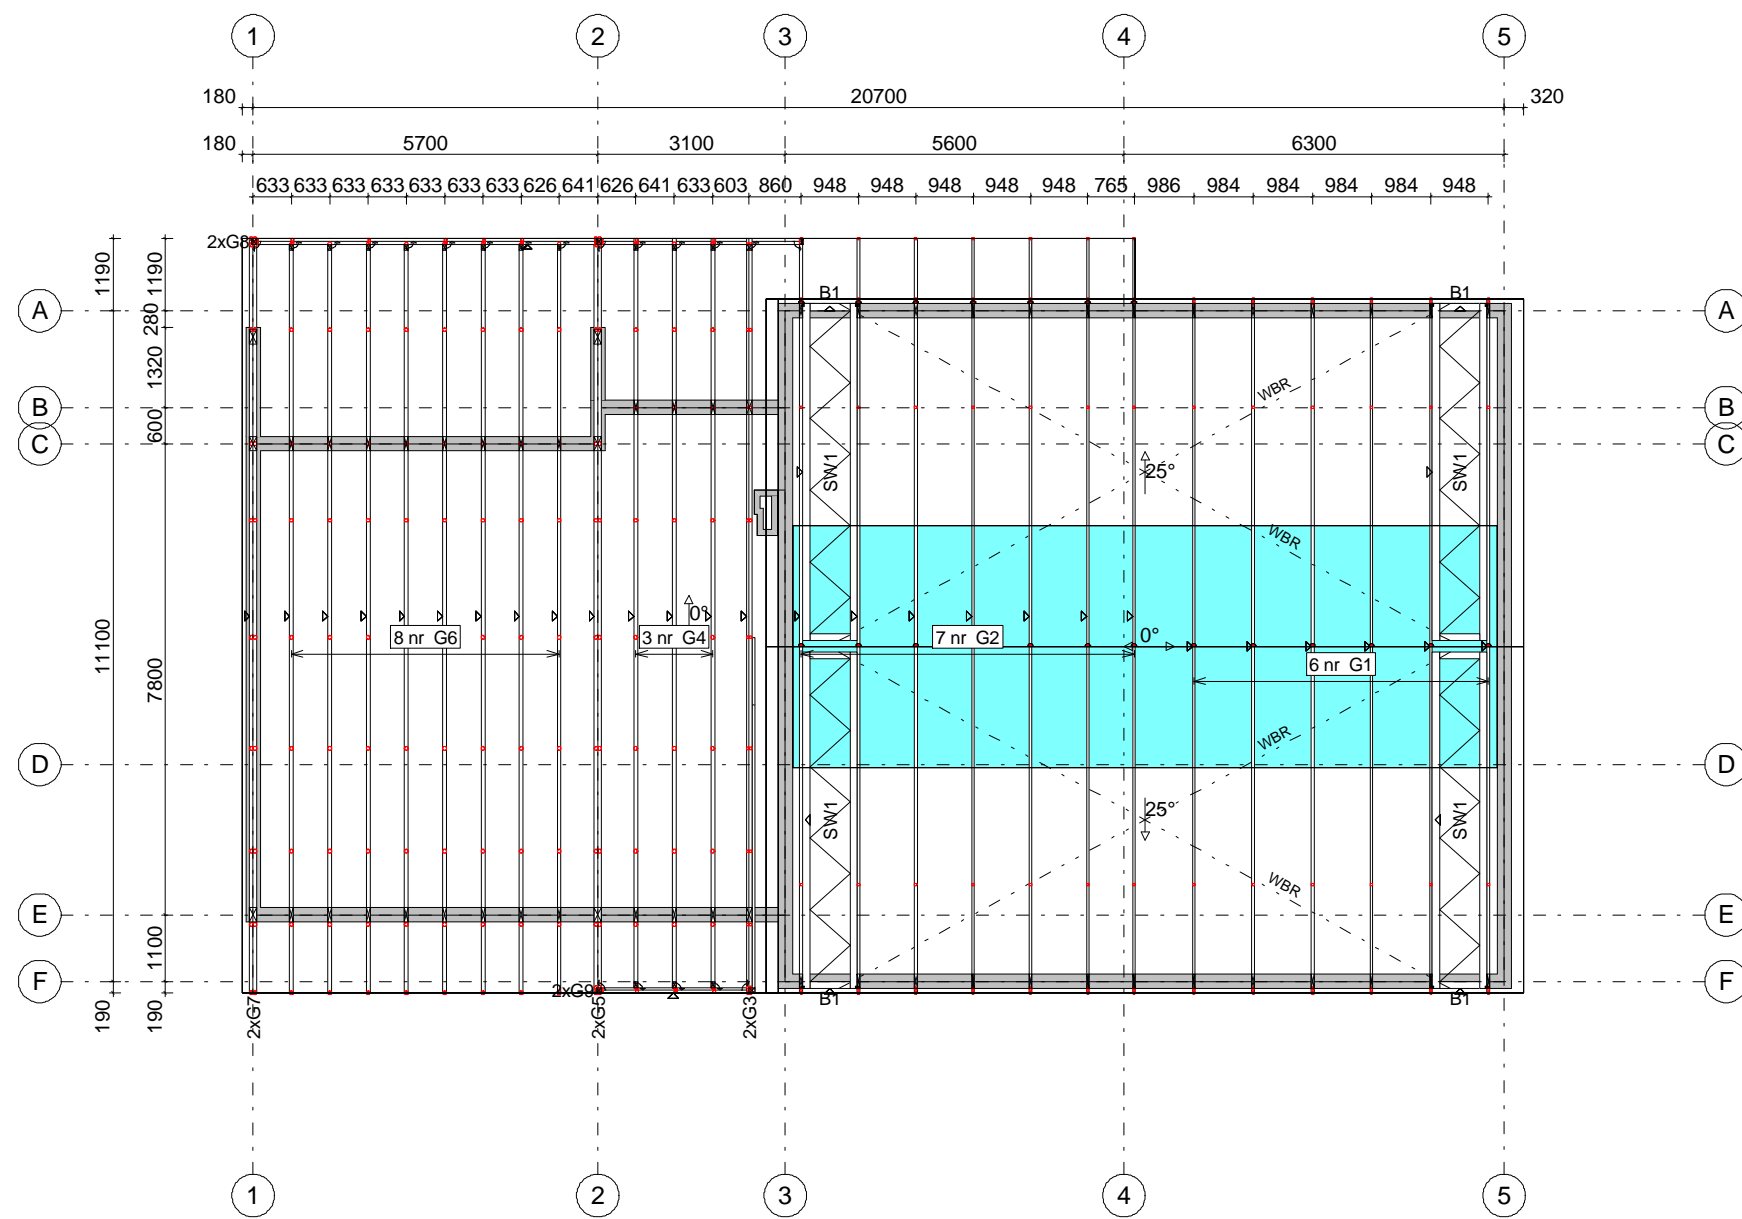 1 2 3 4 5
180 20700 320
180 5700 3100 5600 6300
633 633 633 633 633 633 633 626 641 626 641 633 603 860 948 948 948 948 948 765 986 984 984 984 984 948
2xG8
1190 1190
B1 B1
A 280 A
1320
WBR
B B
600
C C
25°
SW1 SW1
WBR
0°
8 nr G6 3 nr G4 7 nr G2 0°
11100
7800
6 nr G1
WBR
D D
25°
SW1 SW1
WBR
E E
1100
F F
2xG9
B1 B1
190 190
2xG7 2xG5 2xG3
1 2 3 4 5